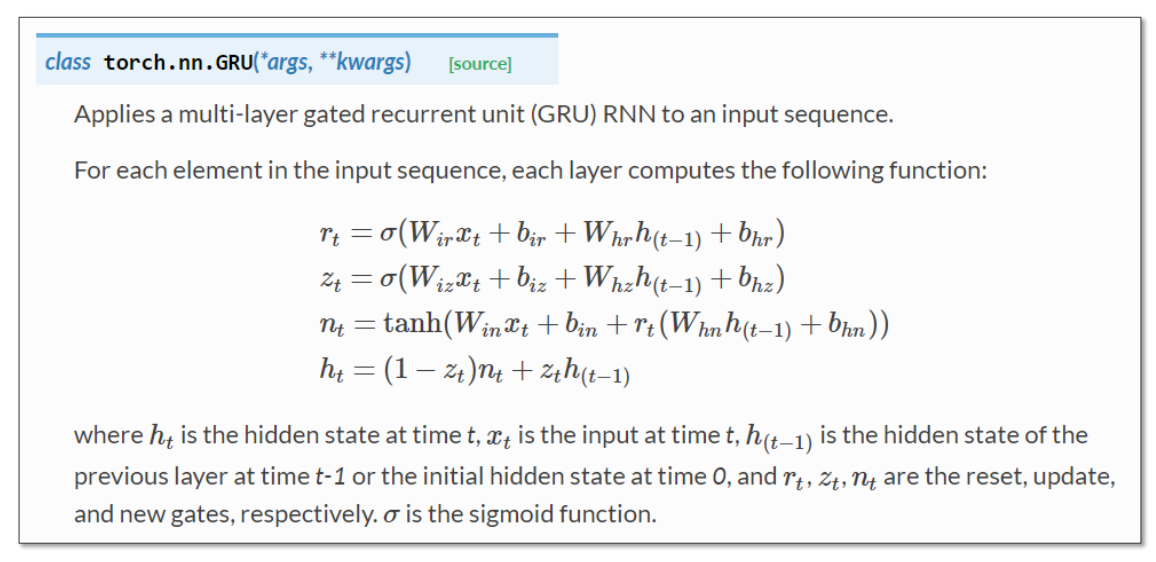 class torch.nn.GRU(*args, **kwargs) [source]
Applies a multi-layer gated recurrent unit (GRU) RNN to an input sequence.
For each element in the input sequence, each layer computes the following function:
r_t = σ(W_{ir} x_t + b_{ir} + W_{hr} h_{(t−1)} + b_{hr})
z_t = σ(W_{iz} x_t + b_{iz} + W_{hz} h_{(t−1)} + b_{hz})
n_t = tanh(W_{in} x_t + b_{in} + r_t(W_{hn} h_{(t−1)} + b_{hn}))
h_t = (1 − z_t)n_t + z_t h_{(t−1)}
where h_t is the hidden state at time t, x_t is the input at time t, h_{(t−1)} is the hidden state of the
previous layer at time t-1 or the initial hidden state at time 0, and r_t, z_t, n_t are the reset, update,
and new gates, respectively. σ is the sigmoid function.